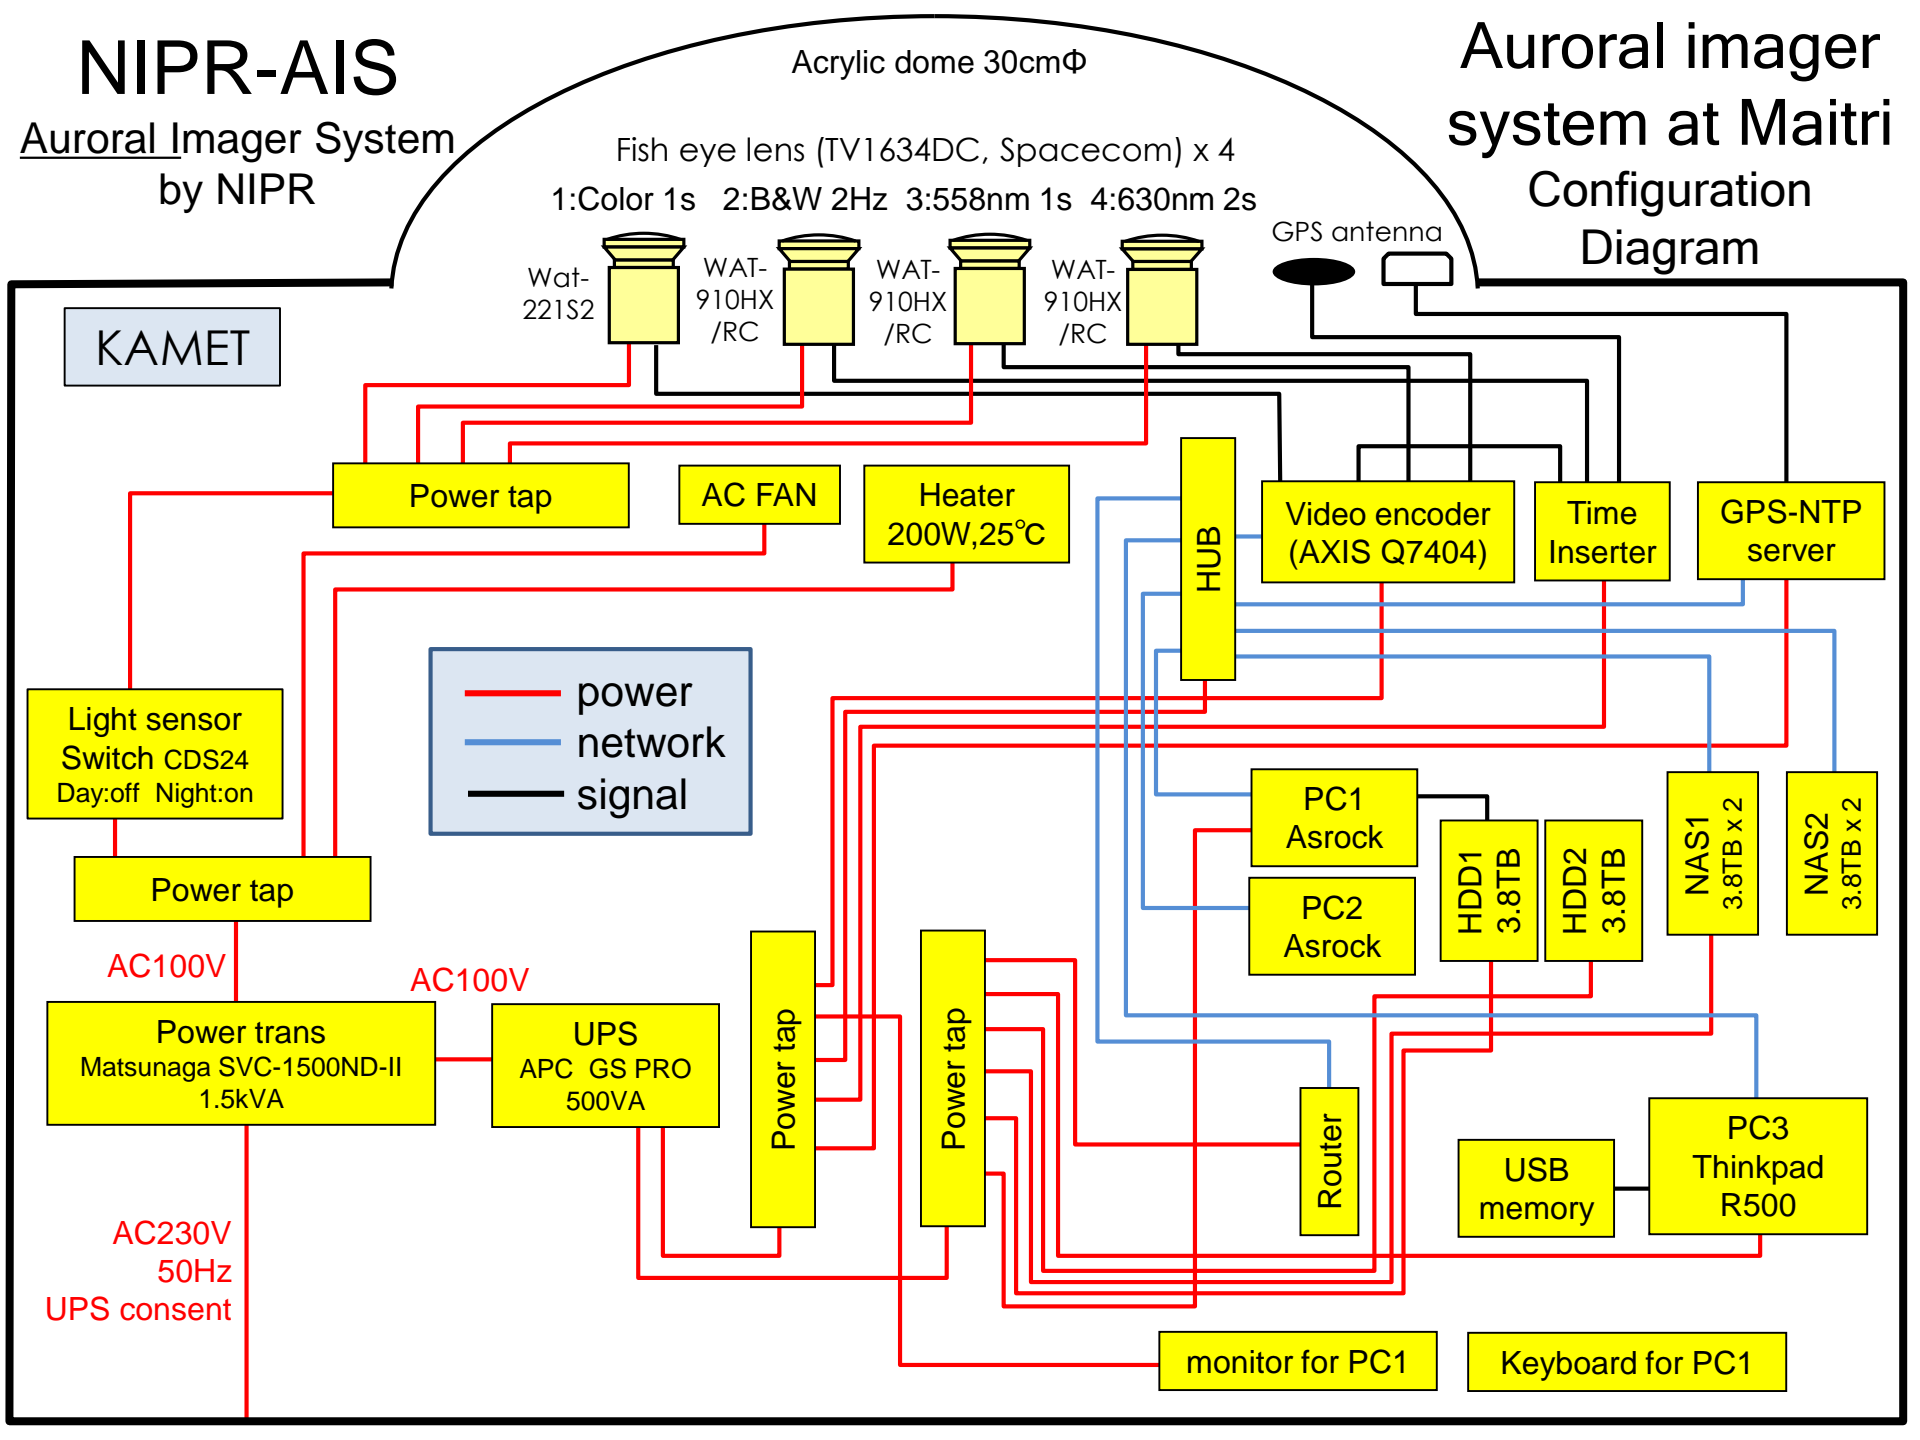 NIPR-AIS
Auroral Imager System
by NIPR
Acrylic dome 30cmΦ
Auroral imager
system at Maitri
Configuration
Diagram
Fish eye lens (TV1634DC, Spacecom) x 4
1:Color 1s 2:B&W 2Hz 3:558nm 1s 4:630nm 2s
GPS antenna
Wat-
221S2
WAT-
910HX
/RC
WAT-
910HX
/RC
WAT-
910HX
/RC
KAMET
Power tap
AC FAN
Heater
200W,25℃
HUB
Video encoder
(AXIS Q7404)
Time
Inserter
GPS-NTP
server
power
network
signal
Light sensor
Switch CDS24
Day:off Night:on
Power tap
AC100V
AC100V
Power trans
Matsunaga SVC-1500ND-II
1.5kVA
UPS
APC GS PRO
500VA
Power tap
Power tap
PC1
Asrock
PC2
Asrock
HDD1
3.8TB
HDD2
3.8TB
NAS1
3.8TB x 2
NAS2
3.8TB x 2
Router
USB
memory
PC3
Thinkpad
R500
AC230V
50Hz
UPS consent
monitor for PC1
Keyboard for PC1